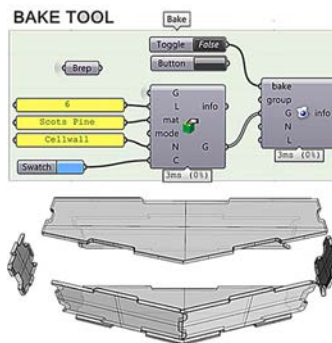 BAKE TOOL
Bake
Toggle False
Button
Brep
6
Scots Pine
Cellwall
Swatch
G
L
mat
mode
N
C
info
G
3ms (0%)
bake
group
G
N
L
info
3ms (0%)